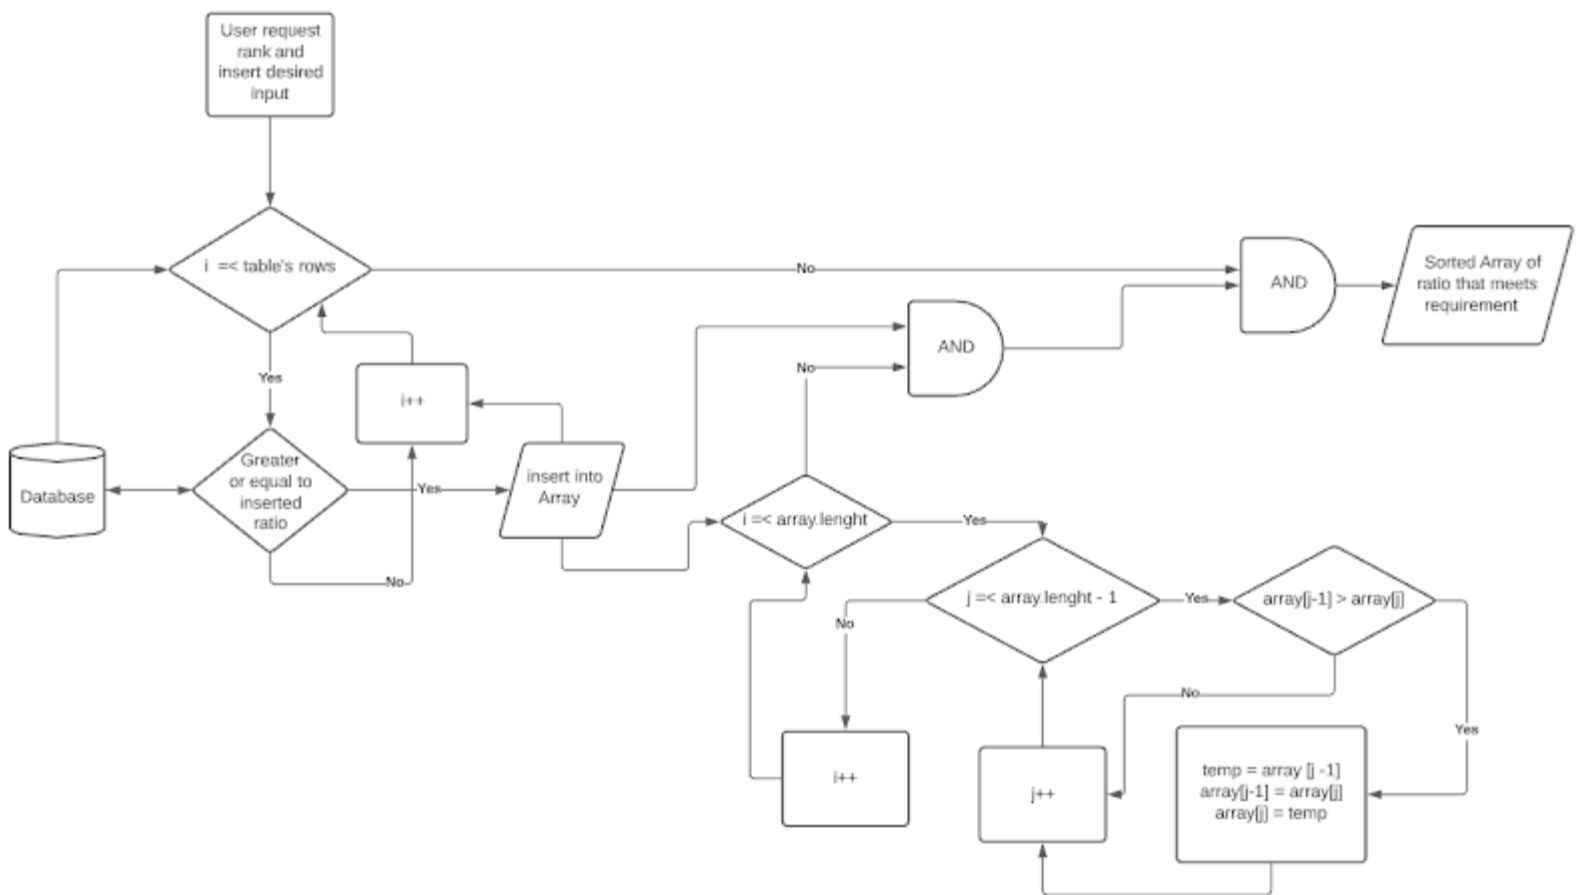 User request
rank and
insert desired
input
i =< table's rows
No
AND
Sorted Array of
ratio that meets
requirement
AND
No
Yes
i++
Database
Greater
or equal to
inserted
ratio
Yes
insert into
Array
No
i =< array.lenght
Yes
j =< array.lenght - 1
Yes
array[j-1] > array[j]
No
No
Yes
i++
j++
temp = array [j -1]
array[j-1] = array[j]
array[j] = temp